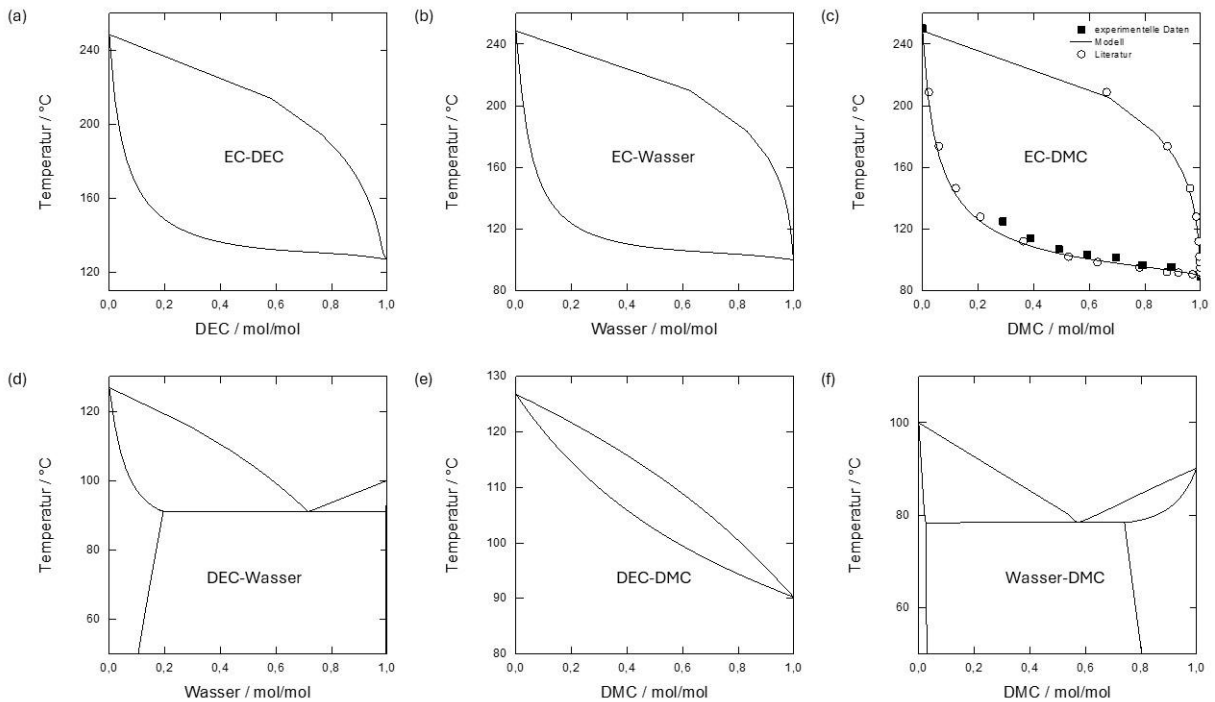 (a)
Temperatur / °C
240
200
160
120
EC-DEC
0,0 0,2 0,4 0,6 0,8 1,0
DEC / mol/mol
(b)
Temperatur / °C
240
200
160
120
80
EC-Wasser
0,0 0,2 0,4 0,6 0,8 1,0
Wasser / mol/mol
(c)
Temperatur / °C
240
200
160
120
80
experimentelle Daten
Modell
Literatur
EC-DMC
0,0 0,2 0,4 0,6 0,8 1,0
DMC / mol/mol
(d)
Temperatur / °C
120
100
80
60
DEC-Wasser
0,0 0,2 0,4 0,6 0,8 1,0
Wasser / mol/mol
(e)
Temperatur / °C
130
120
110
100
90
80
DEC-DMC
0,0 0,2 0,4 0,6 0,8 1,0
DMC / mol/mol
(f)
Temperatur / °C
100
80
60
Wasser-DMC
0,0 0,2 0,4 0,6 0,8 1,0
DMC / mol/mol